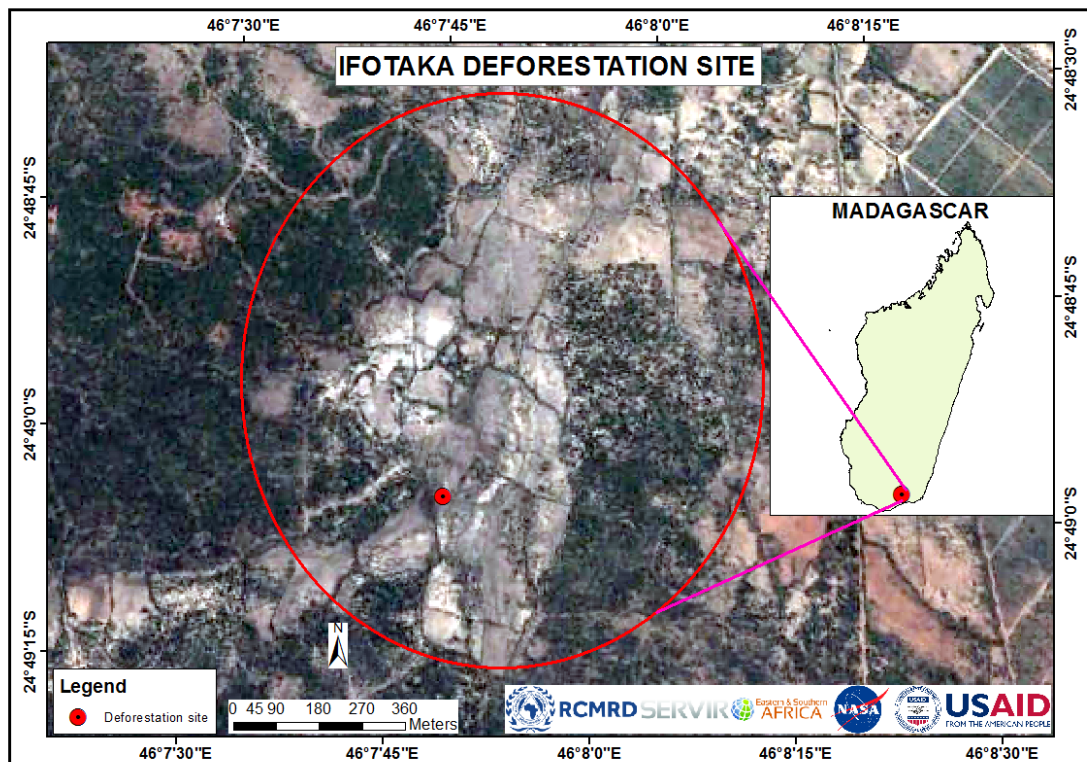 46°7'30"E 46°7'45"E 46°8'0"E 46°8'15"E
IFOTAKA DEFORESTATION SITE
24°48'30"S
24°48'45"S
MADAGASCAR
24°48'45"S
24°49'0"S
24°49'0"S
24°49'15"S
N
Legend
Deforestation site
0 45 90 180 270 360
Meters
RCMRD SERVIR Eastern & Southern AFRICA NASA USAID
FROM THE AMERICAN PEOPLE
46°7'30"E 46°7'45"E 46°8'0"E 46°8'15"E 46°8'30"E